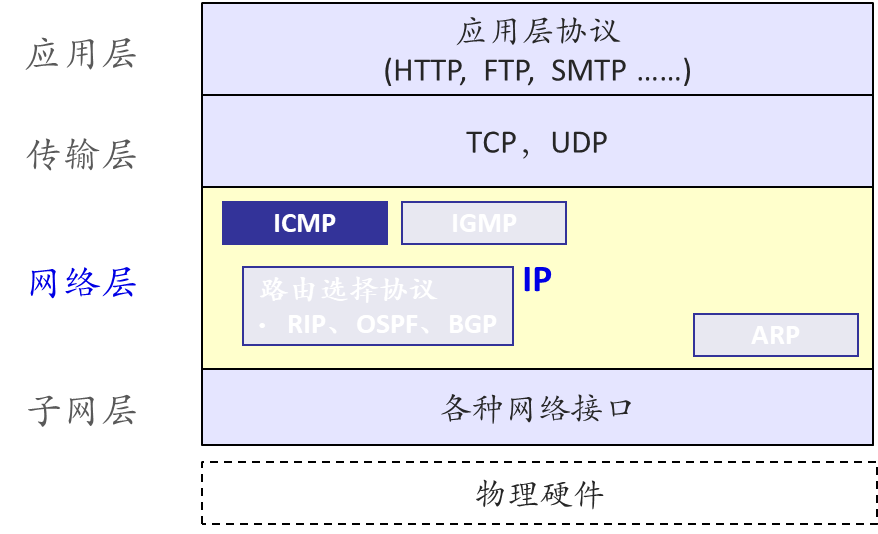 应用层
应用层协议
(HTTP, FTP, SMTP ……)
传输层
TCP，UDP
ICMP
IGMP
网络层
路由选择协议
• RIP、OSPF、BGP
IP
ARP
子网层
各种网络接口
物理硬件